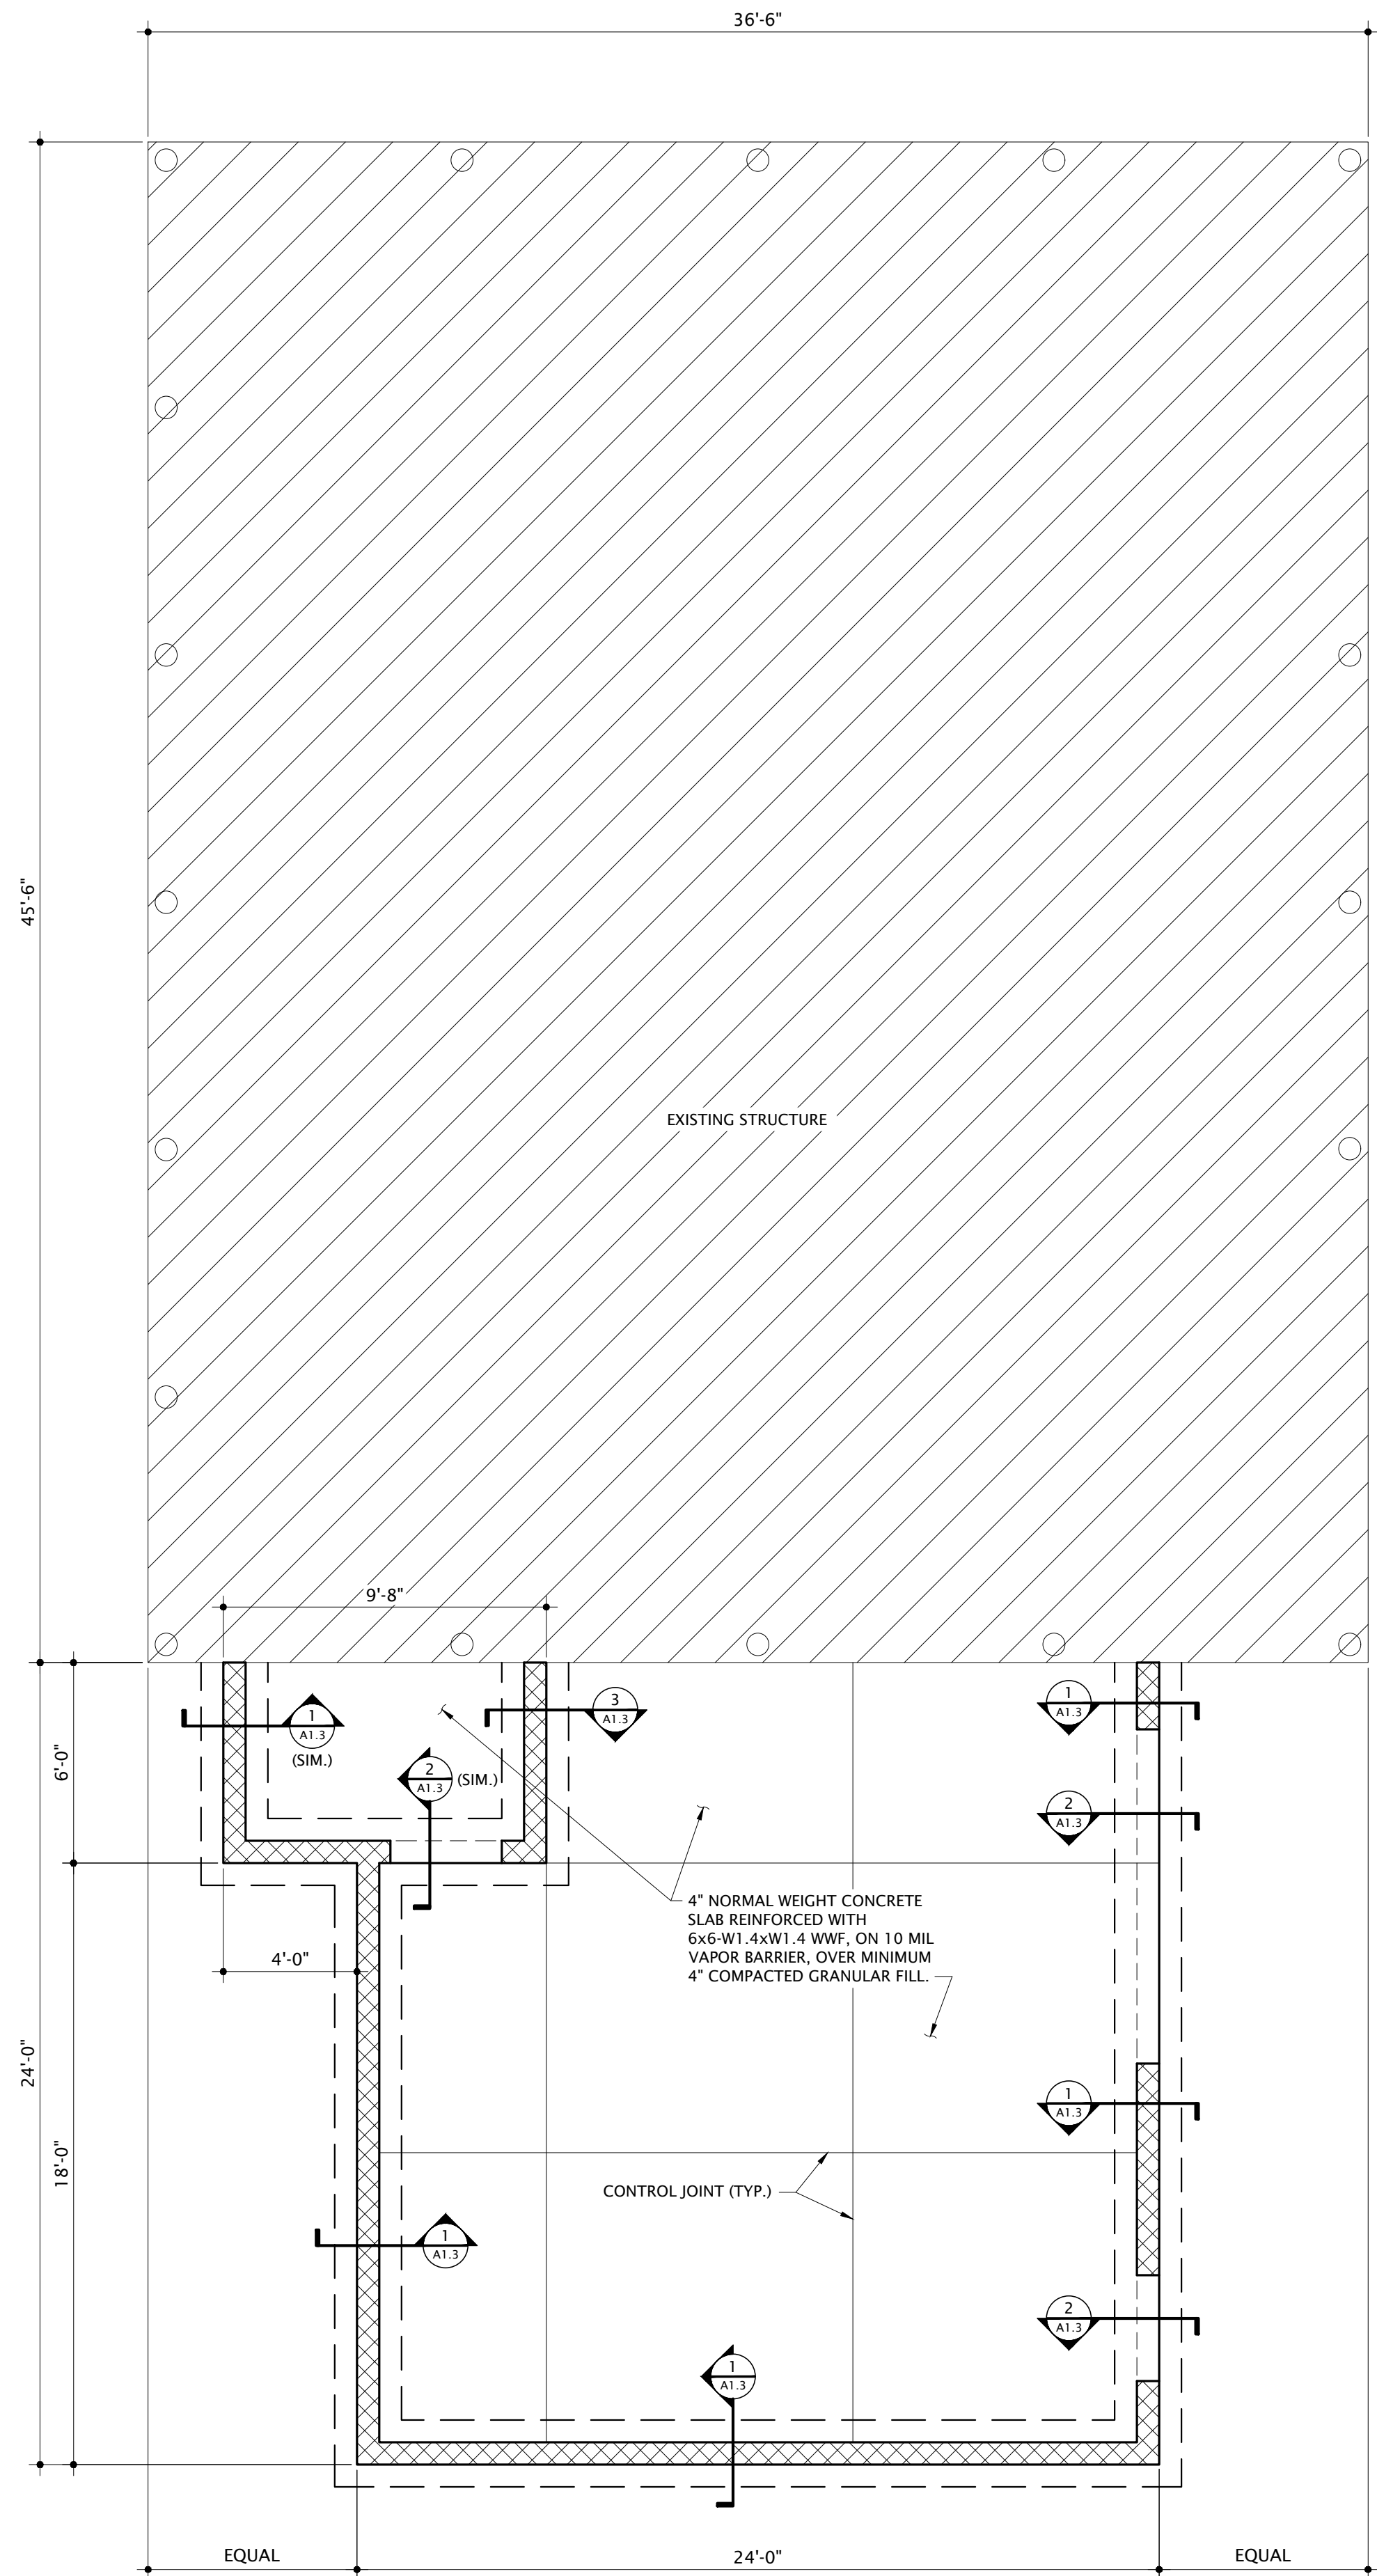 36'-6"
45'-6"
EXISTING STRUCTURE
9'-8"
6'-0"
1
A1.3
(SIM.)
3
A1.3
2
A1.3
(SIM.)
1
A1.3
2
A1.3
4" NORMAL WEIGHT CONCRETE
SLAB REINFORCED WITH
6x6-W1.4xW1.4 WWF, ON 10 MIL
VAPOR BARRIER, OVER MINIMUM
4" COMPACTED GRANULAR FILL.
4'-0"
24'-0"
18'-0"
1
A1.3
CONTROL JOINT (TYP.)
1
A1.3
2
A1.3
1
A1.3
EQUAL
24'-0"
EQUAL